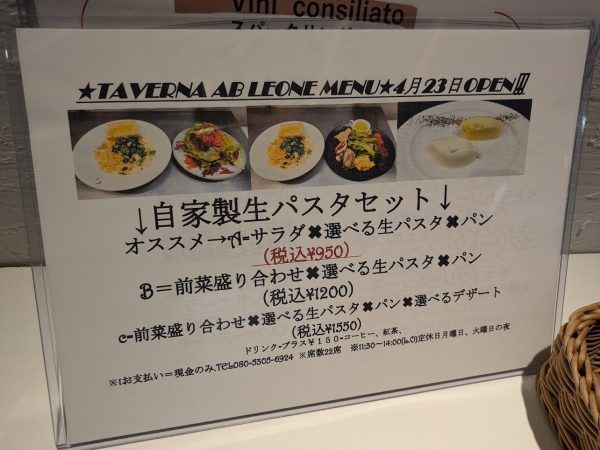 Vini consiliato
★TAVERNA AB LEONE MENU★4月23日OPEN!!!
↓自家製生パスタセット↓
オススメ→A=サラダ✖選べる生パスタ✖パン
(税込¥950)
B=前菜盛り合わせ✖選べる生パスタ✖パン
(税込¥1200)
C=前菜盛り合わせ✖選べる生パスタ✖パン✖選べるデザート
(税込¥1550)
ドリンク-プラス¥150-コーヒー、紅茶、
※1お支払い=現金のみ.Tel080-5305-6924 ※席数22席 ※11:30~14:00(l.O)定休日月曜日、火曜日の夜